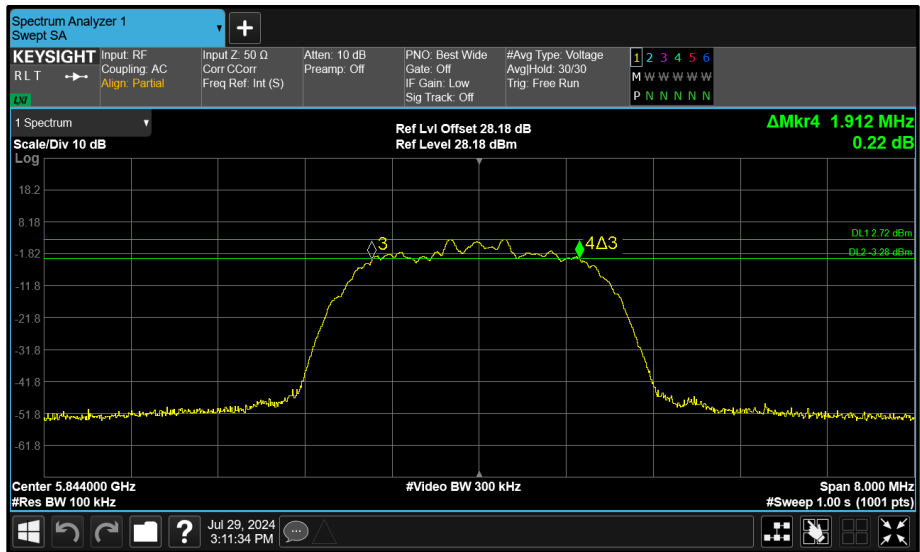 Spectrum Analyzer 1
Swept SA
KEYSIGHT
R L T
LXI
Input: RF
Coupling: AC
Align: Partial
Input Z: 50 Ω
Corr CCorr
Freq Ref: Int (S)
Atten: 10 dB
Preamp: Off
PNO: Best Wide
Gate: Off
IF Gain: Low
Sig Track: Off
#Avg Type: Voltage
Avg|Hold: 30/30
Trig: Free Run
1 2 3 4 5 6
M W W W W W
P N N N N N
1 Spectrum
Scale/Div 10 dB
Ref Lvl Offset 28.18 dB
Ref Level 28.18 dBm
ΔMkr4 1.912 MHz
0.22 dB
Log
18.2
8.18
-1.82
-11.8
-21.8
-31.8
-41.8
-51.8
-61.8
3
4Δ3
DL1 2.72 dBm
DL2 -3.28 dBm
Center 5.844000 GHz
#Video BW 300 kHz
Span 8.000 MHz
#Res BW 100 kHz
#Sweep 1.00 s (1001 pts)
?
Jul 29, 2024
3:11:34 PM